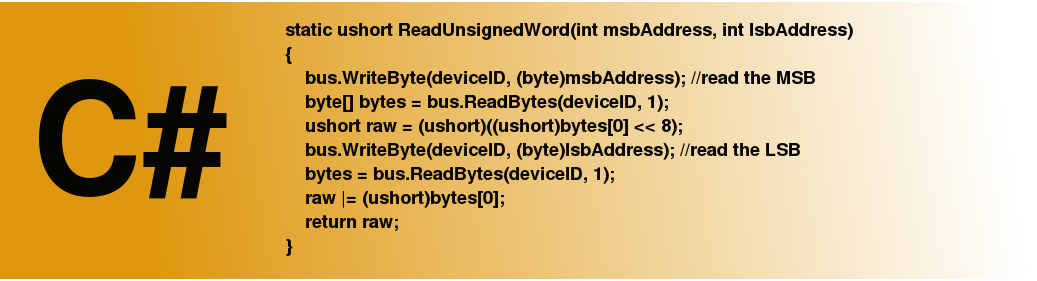 C#
static ushort ReadUnsignedWord(int msbAddress, int lsbAddress)
{
bus.WriteByte(deviceID, (byte)msbAddress); //read the MSB
byte[] bytes = bus.ReadBytes(deviceID, 1);
ushort raw = (ushort)((ushort)bytes[0] << 8);
bus.WriteByte(deviceID, (byte)lsbAddress); //read the LSB
bytes = bus.ReadBytes(deviceID, 1);
raw |= (ushort)bytes[0];
return raw;
}